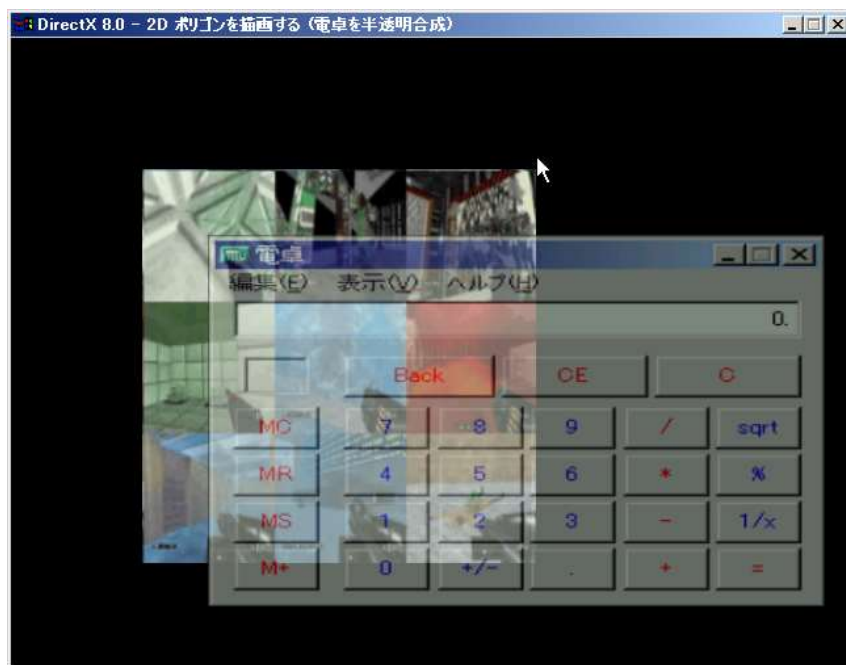 DirectX 8.0 - 2D ポリゴンを描画する (電卓を半透明合成)
電卓
編集(E) 表示(V) ヘルプ(H)
0.
Back CE C
MC 7 8 9 / sqrt
MR 4 5 6 * %
MS 1 2 3 - 1/x
M+ 0 +/- . + =